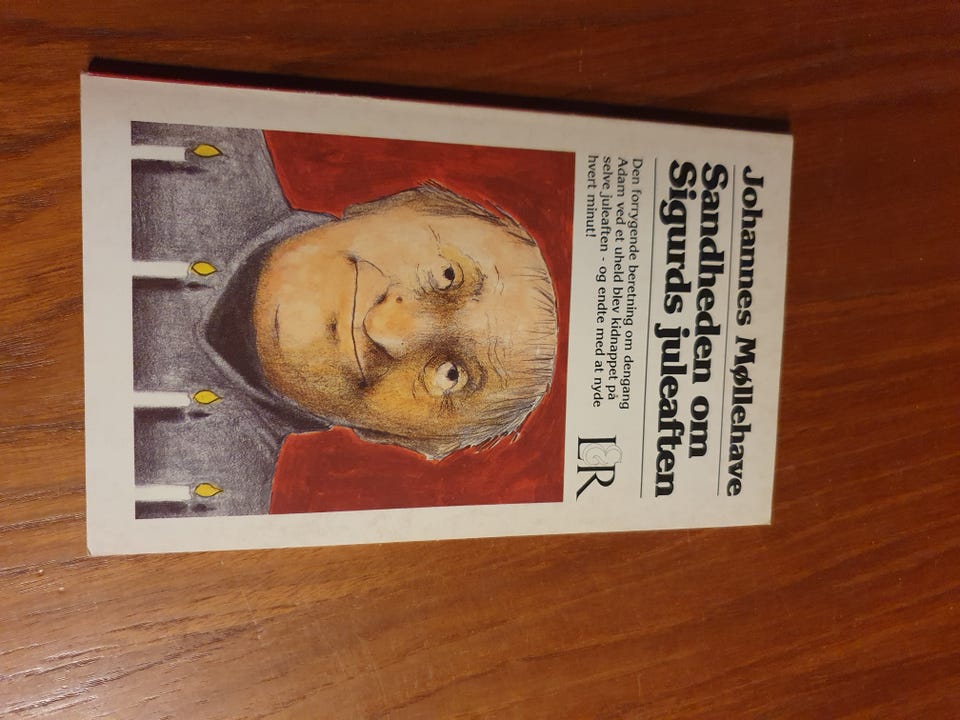 Johannes Møllehave
Sandheden om
Sigurds juleaften
Den forrygende beretning om dengang
Adam ved et uheld blev kidnappet på
selve juleaften - og endte med at nyde
hvert minut!
L&R